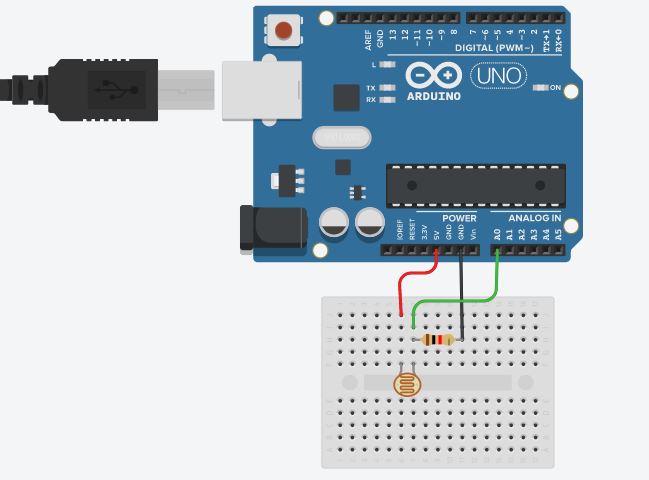 AREF
GND
13
12
~11
~10
~9
8
7
~6
~5
4
~3
2
TX→1
RX←0
DIGITAL (PWM~)
L
TX
RX
ARDUINO
UNO
ON
POWER
ANALOG IN
IOREF
RESET
3.3V
5V
GND
GND
Vin
A0
A1
A2
A3
A4
A5